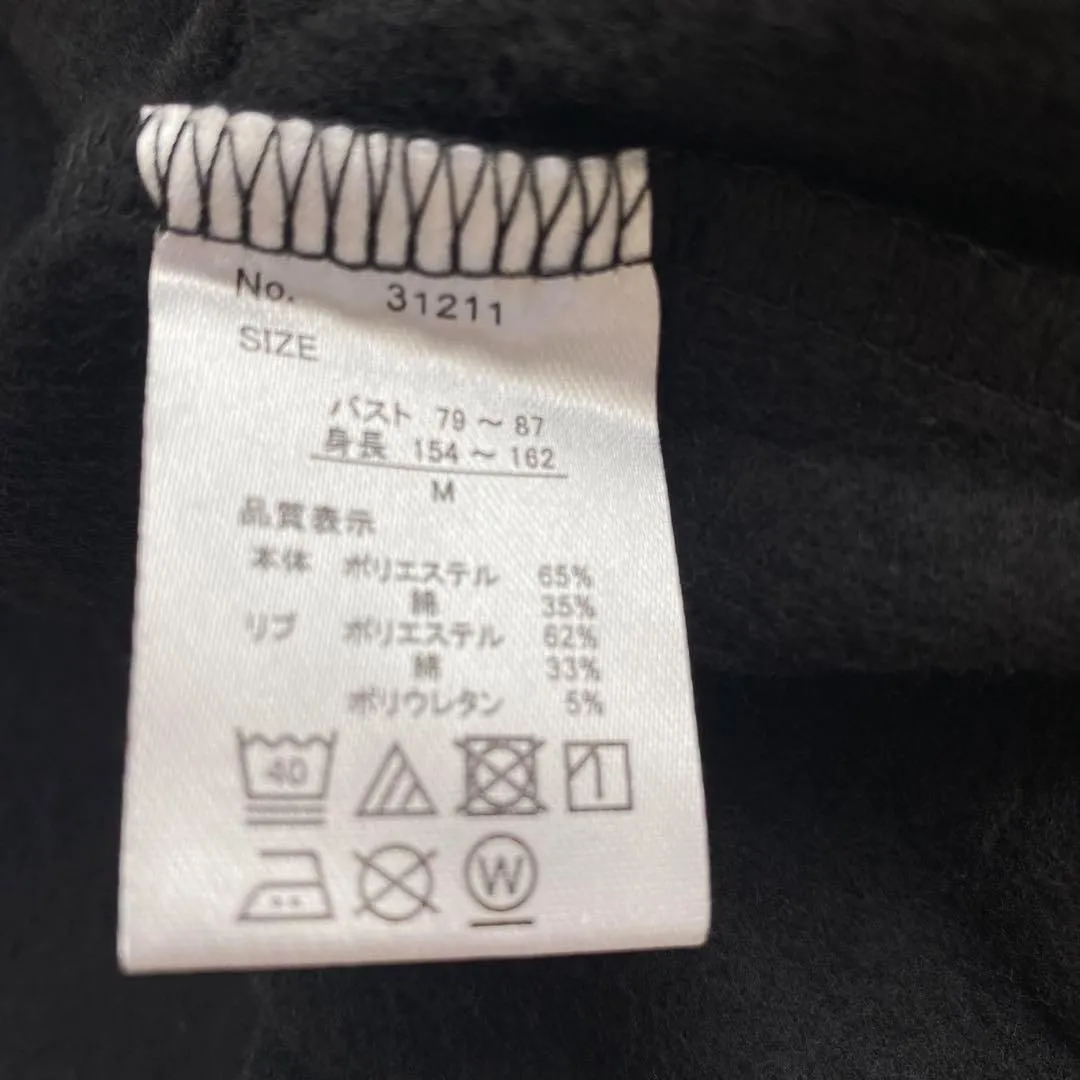 No. 31211
SIZE
バスト 79～87
身長 154～162
M
品質表示
本体 ポリエステル 65%
綿 35%
リブ ポリエステル 62%
綿 33%
ポリウレタン 5%
40
W